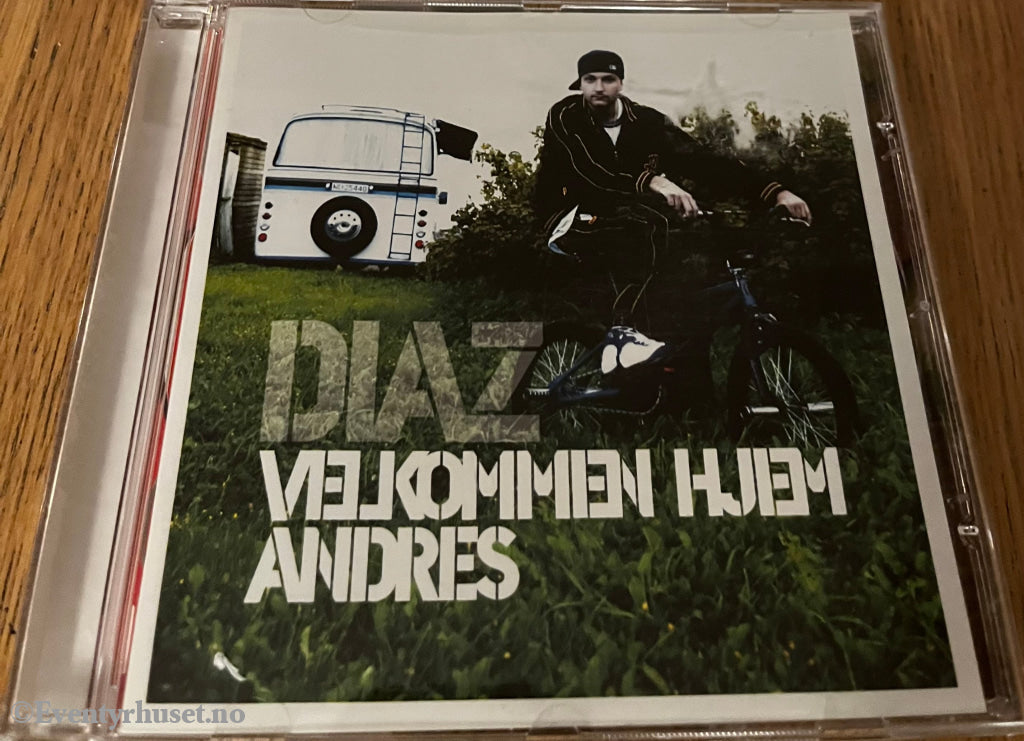 DIAZ
VELKOMMEN HJEM
ANDRES
©Eventyrhuset.no